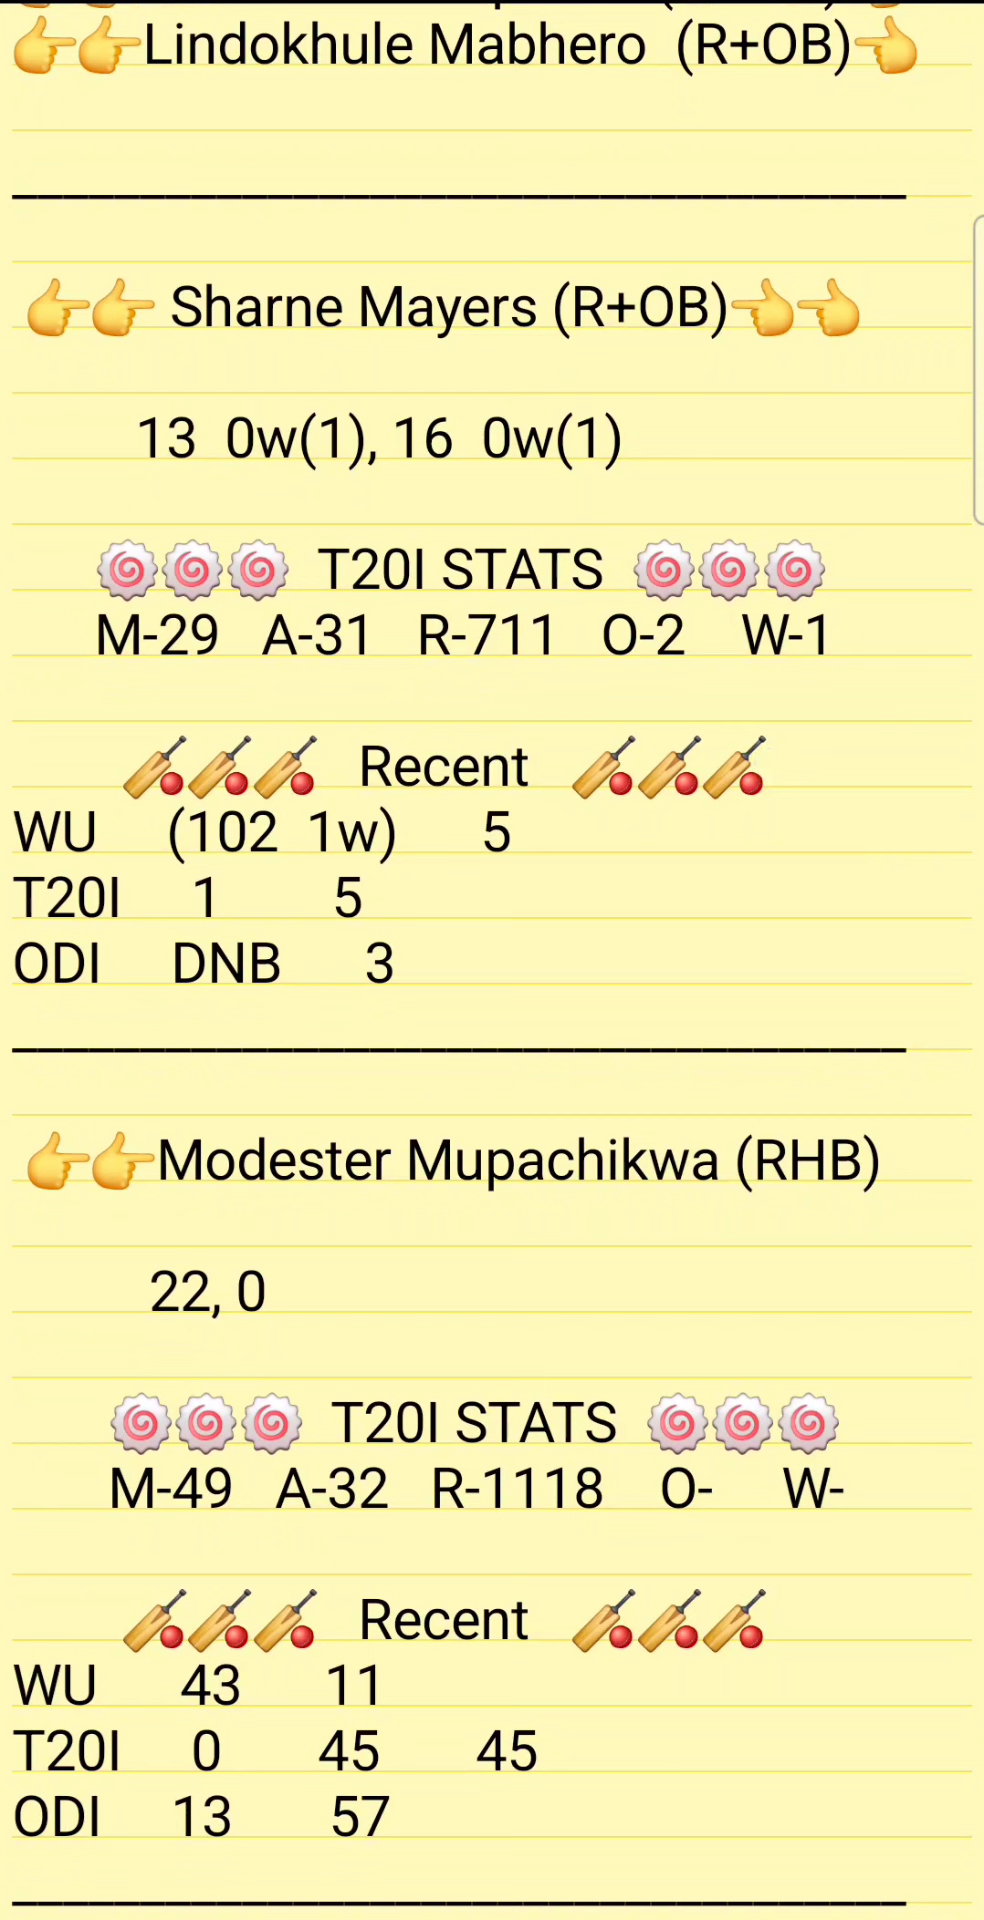 👉👉Lindokhule Mabhero (R+OB)👈
👉👉 Sharne Mayers (R+OB)👈👈
13 0w(1), 16 0w(1)
🍥🍥🍥 T20I STATS 🍥🍥🍥
M-29 A-31 R-711 O-2 W-1
🏏🏏🏏 Recent 🏏🏏🏏
WU (102 1w) 5
T20I 1 5
ODI DNB 3
👉👉Modester Mupachikwa (RHB)
22, 0
🍥🍥🍥 T20I STATS 🍥🍥🍥
M-49 A-32 R-1118 O- W-
🏏🏏🏏 Recent 🏏🏏🏏
WU 43 11
T20I 0 45 45
ODI 13 57